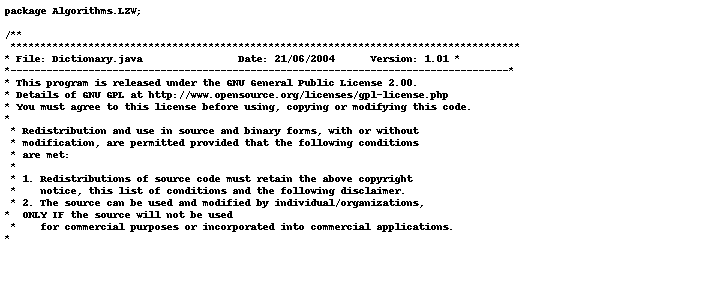 package Algorithms.LZW;
/**
*************************************************************************************
* File: Dictionary.java Date: 21/06/2004 Version: 1.01 *
*-----------------------------------------------------------------------------------*
* This program is released under the GNU General Public License 2.00.
* Details of GNU GPL at http://www.opensource.org/licenses/gpl-license.php
* You must agree to this license before using, copying or modifying this code.
*
* Redistribution and use in source and binary forms, with or without
* modification, are permitted provided that the following conditions
* are met:
*
* 1. Redistributions of source code must retain the above copyright
* notice, this list of conditions and the following disclaimer.
* 2. The source can be used and modified by individual/organizations,
* ONLY IF the source will not be used
* for commercial purposes or incorporated into commercial applications.
*